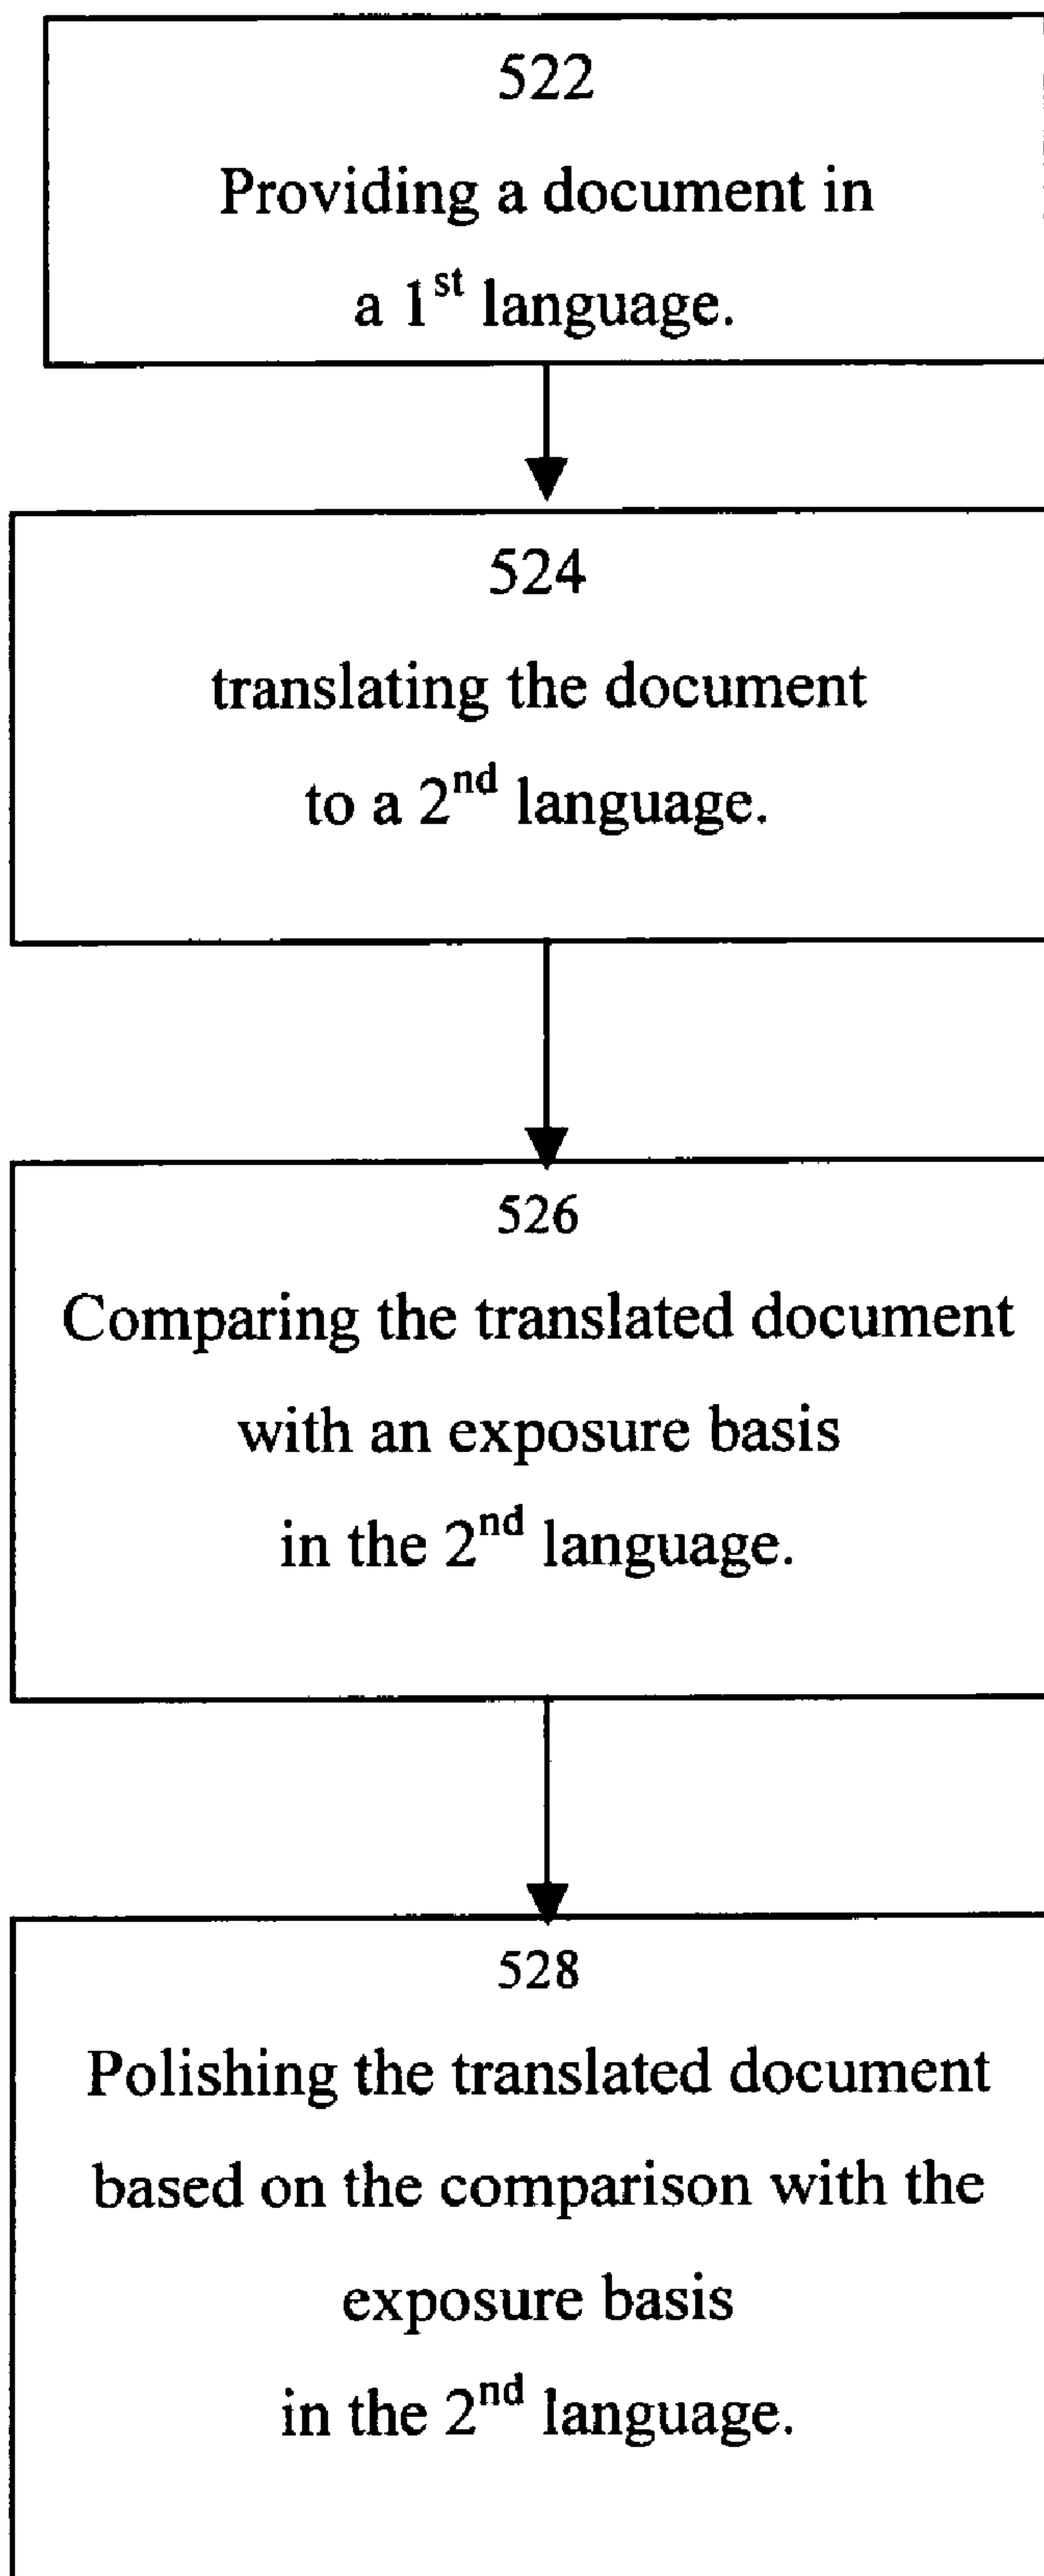 522
Providing a document in
a 1st language.
524
translating the document
to a 2nd language.
526
Comparing the translated document
with an exposure basis
in the 2nd language.
528
Polishing the translated document
based on the comparison with the
exposure basis
in the 2nd language.